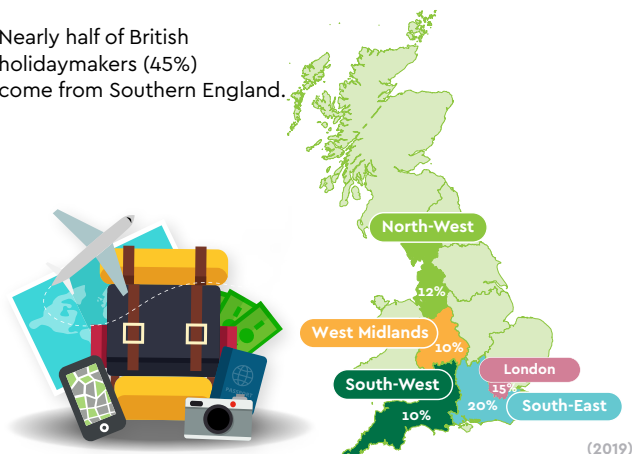 Nearly half of British
holidaymakers (45%)
come from Southern England.
North-West
12%
West Midlands
10%
London
15%
South-West
10%
20%
South-East
PASSPORT
(2019)